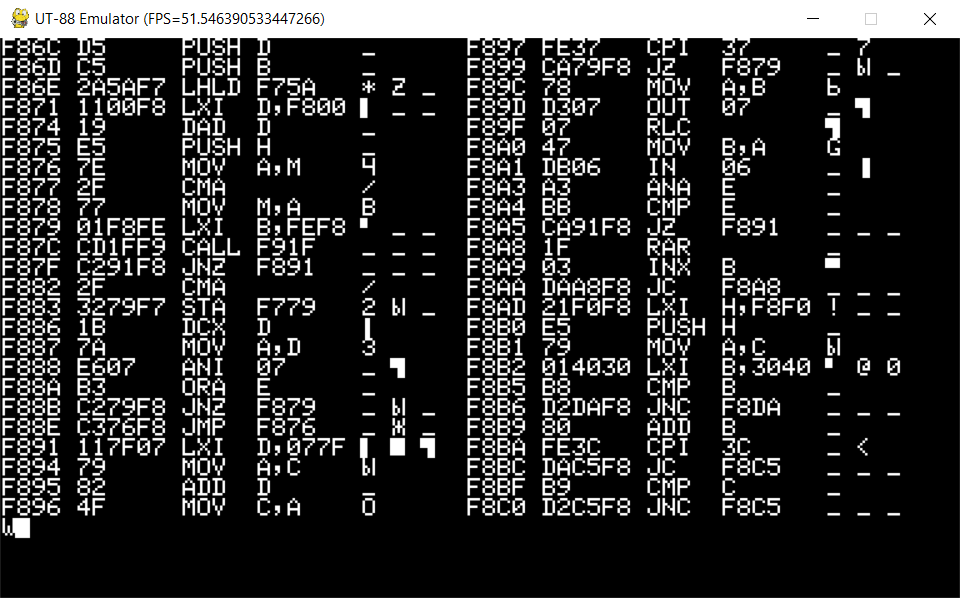 UT-88 Emulator (FPS=51.546390533447266)
F86C D5 PUSH D _
F86D C5 PUSH B _
F86E 2A5AF7 LHLD F75A * Z _
F871 1100F8 LXI D,F800 ▌ _ _
F874 19 DAD D _
F875 E5 PUSH H _
F876 7E MOV A,M Ч
F877 2F CMA /
F878 77 MOV M,A В
F879 01F8FE LXI B,FEF8 ▘ _ _
F87C CD1FF9 CALL F91F _ _ _
F87F C291F8 JNZ F891 _ _ _
F882 2F CMA /
F883 3279F7 STA F779 2 Ы _
F886 1B DCX D
F887 7A MOV A,D З
F888 E607 ANI 07 _ ▜
F88A B3 ORA E _
F88B C279F8 JNZ F879 _ Ы _
F88E C376F8 JMP F876 _ Ж _
F891 117F07 LXI D,077F ▌ ■ ▜
F894 79 MOV A,C Ы
F895 82 ADD D _
F896 4F MOV C,A O
F897 FE37 CPI 37 _ 7
F899 CA79F8 JZ F879 _ Ы _
F89C 78 MOV A,B Ь
F89D D307 OUT 07 _ ▜
F89F 07 RLC ▜
F8A0 47 MOV B,A G
F8A1 DB06 IN 06 _ ▐
F8A3 A3 ANA E _
F8A4 BB CMP E _
F8A5 CA91F8 JZ F891 _ _ _
F8A8 1F RAR _
F8A9 03 INX B ▀
F8AA DAA8F8 JC F8A8 _ _ _
F8AD 21F0F8 LXI H,F8F0 ! _ _
F8B0 E5 PUSH H _
F8B1 79 MOV A,C Ы
F8B2 014030 LXI B,3040 ▘ @ 0
F8B5 B8 CMP B _
F8B6 D2DAF8 JNC F8DA _ _ _
F8B9 80 ADD B _
F8BA FE3C CPI 3C _ <
F8BC DAC5F8 JC F8C5 _ _ _
F8BF B9 CMP C _
F8C0 D2C5F8 JNC F8C5 _ _ _
W